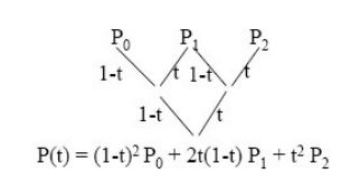 P₀ P₁ P₂
1-t t 1-t t
1-t t
P(t) = (1-t)² P₀ + 2t(1-t) P₁ + t² P₂